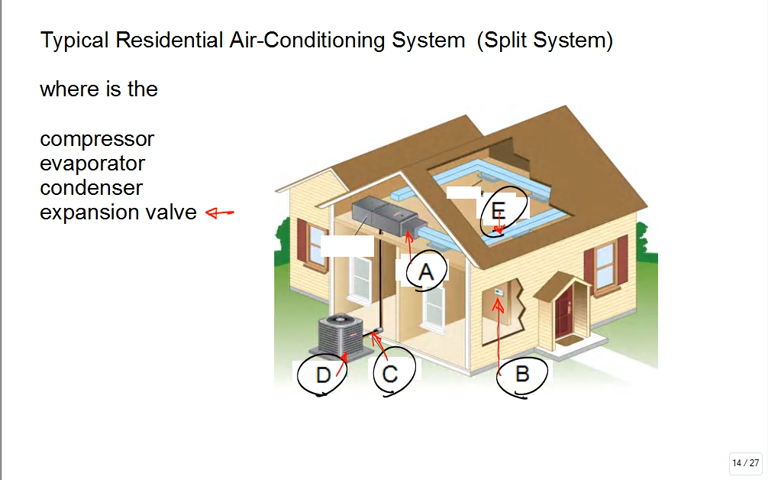 Typical Residential Air-Conditioning System (Split System)
where is the
compressor
evaporator
condenser
expansion valve
E
A
D
C
B
14 / 27